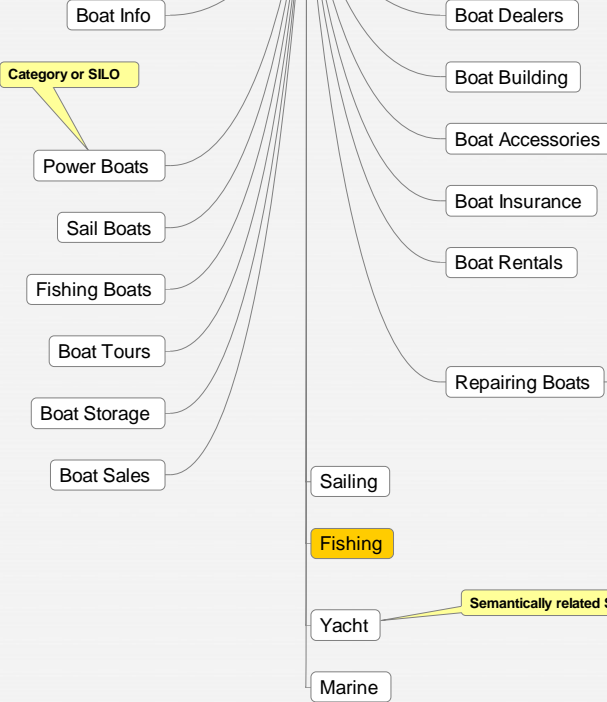 Boat Info
Category or SILO
Power Boats
Sail Boats
Fishing Boats
Boat Tours
Boat Storage
Boat Sales
Boat Dealers
Boat Building
Boat Accessories
Boat Insurance
Boat Rentals
Repairing Boats
Sailing
Fishing
Yacht
Semantically related
Marine